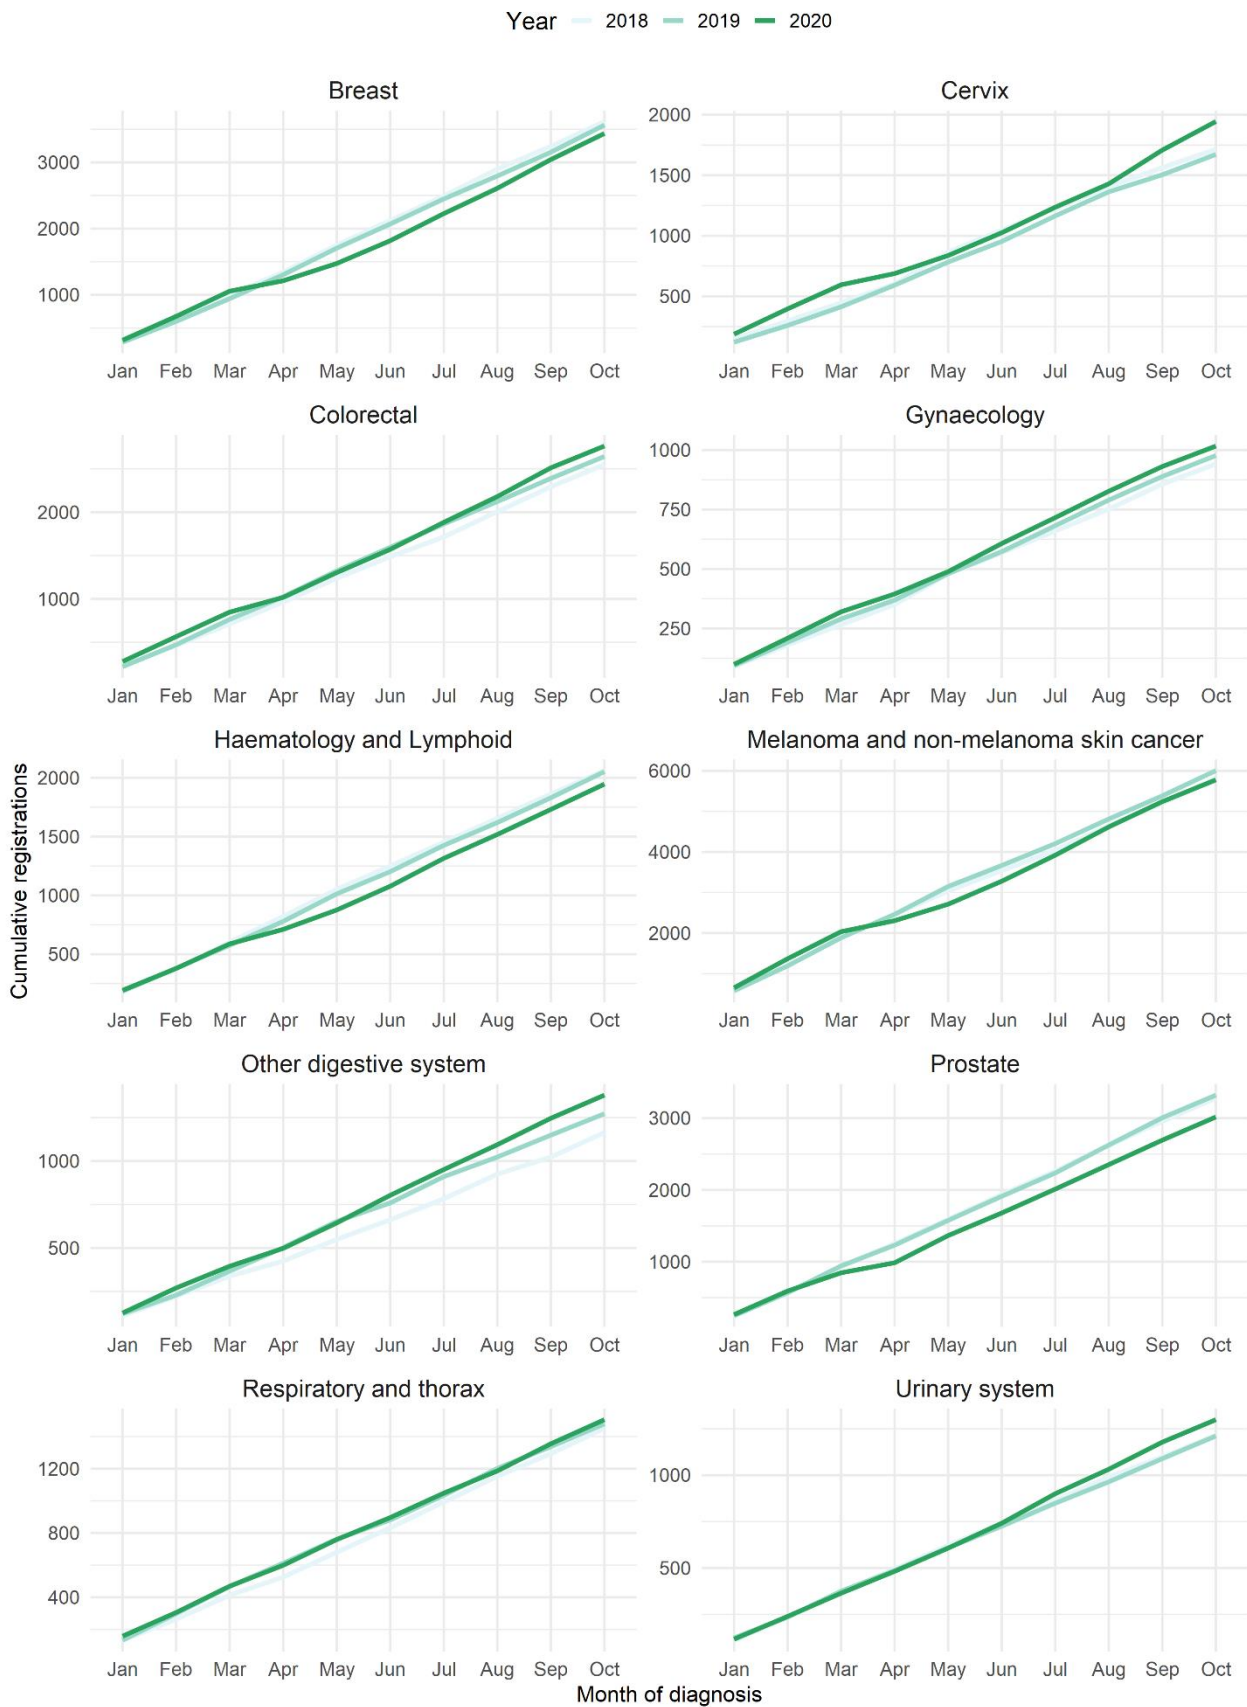 Year 2018 2019 2020
Breast Cervix
3000
2000
1000
2000
1500
1000
500
Jan Feb Mar Apr May Jun Jul Aug Sep Oct
Jan Feb Mar Apr May Jun Jul Aug Sep Oct
Colorectal Gynaecology
2000
1000
1000
750
500
250
Jan Feb Mar Apr May Jun Jul Aug Sep Oct
Jan Feb Mar Apr May Jun Jul Aug Sep Oct
Haematology and Lymphoid Melanoma and non-melanoma skin cancer
Cumulative registrations
2000
1500
1000
500
6000
4000
2000
Jan Feb Mar Apr May Jun Jul Aug Sep Oct
Jan Feb Mar Apr May Jun Jul Aug Sep Oct
Other digestive system Prostate
1000
500
3000
2000
1000
Jan Feb Mar Apr May Jun Jul Aug Sep Oct
Jan Feb Mar Apr May Jun Jul Aug Sep Oct
Respiratory and thorax Urinary system
1200
800
400
1000
500
Jan Feb Mar Apr May Jun Jul Aug Sep Oct
Jan Feb Mar Apr May Jun Jul Aug Sep Oct
Month of diagnosis